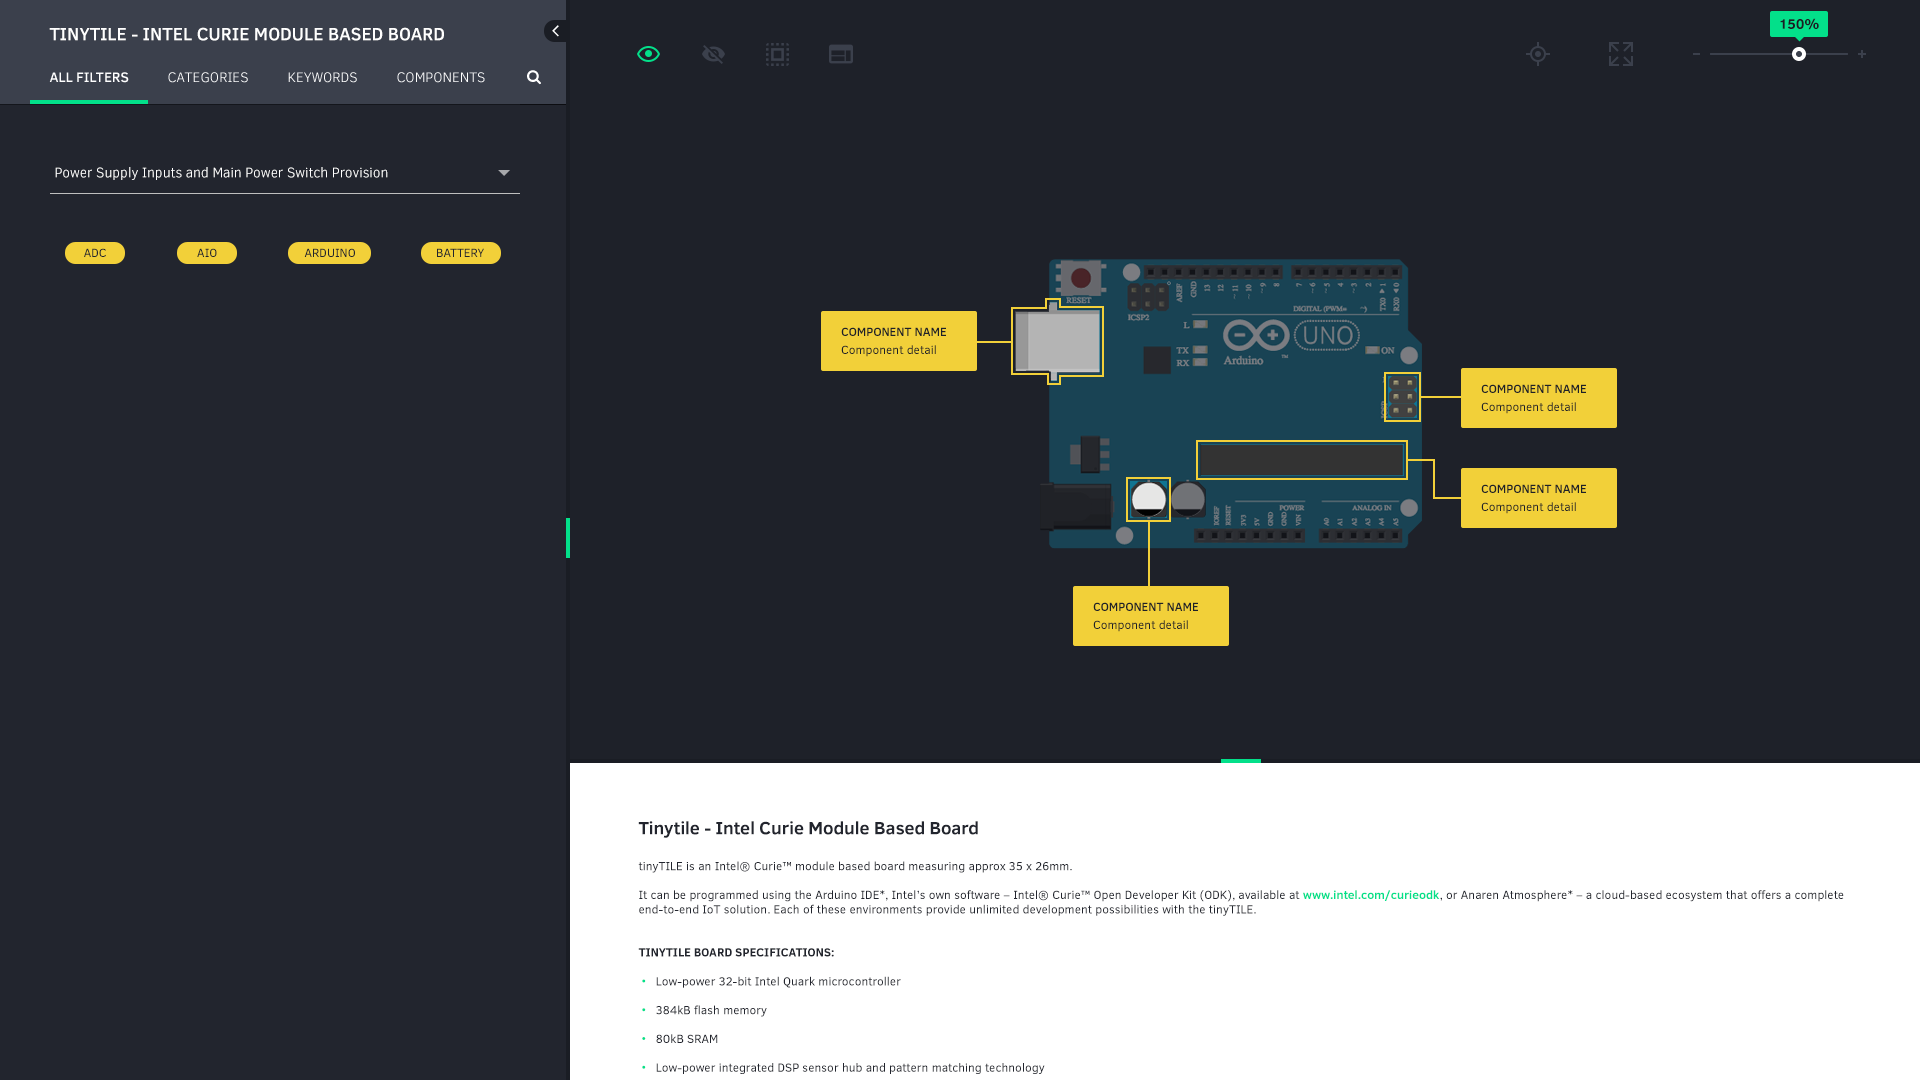 TINYTILE - INTEL CURIE MODULE BASED BOARD
ALL FILTERS CATEGORIES KEYWORDS COMPONENTS
150%
- +
Power Supply Inputs and Main Power Switch Provision
ADC AIO ARDUINO BATTERY
RESET
ICSP2
AREF
GND
13
12
~11
~10
~9
8
7
~6
~5
4
~3
2
TX0 ▸ 1
RX0 ◂ 0
DIGITAL (PWM= ~)
L
TX
RX
Arduino
™
UNO
ON
IOREF
RESET
3V3
5V
GND
GND
VIN
POWER
ANALOG IN
A0
A1
A2
A3
A4
A5
COMPONENT NAME
Component detail
COMPONENT NAME
Component detail
COMPONENT NAME
Component detail
COMPONENT NAME
Component detail
Tinytile - Intel Curie Module Based Board
tinyTILE is an Intel® Curie™ module based board measuring approx 35 x 26mm.
It can be programmed using the Arduino IDE*, Intel's own software – Intel® Curie™ Open Developer Kit (ODK), available at www.intel.com/curieodk, or Anaren Atmosphere* – a cloud-based ecosystem that offers a complete
end-to-end IoT solution. Each of these environments provide unlimited development possibilities with the tinyTILE.
TINYTILE BOARD SPECIFICATIONS:
• Low-power 32-bit Intel Quark microcontroller
• 384kB flash memory
• 80kB SRAM
• Low-power integrated DSP sensor hub and pattern matching technology